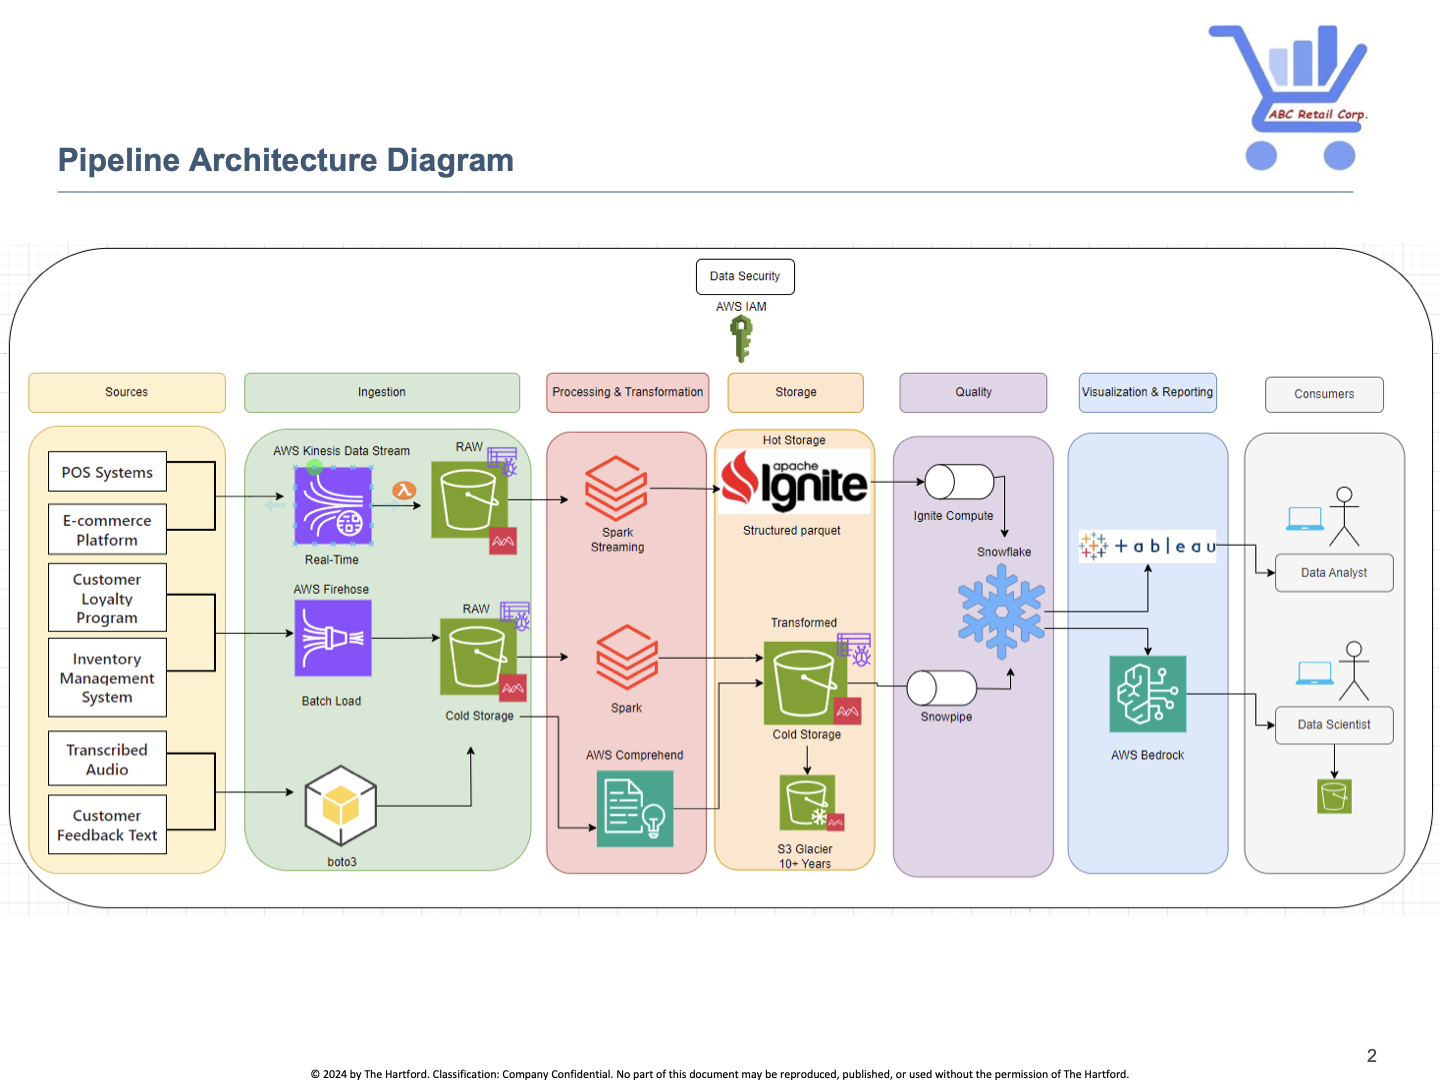 ABC Retail Corp.
Pipeline Architecture Diagram
Data Security
AWS IAM
Sources
Ingestion
Processing & Transformation
Storage
Quality
Visualization & Reporting
Consumers
POS Systems
E-commerce
Platform
Customer
Loyalty
Program
Inventory
Management
System
Transcribed
Audio
Customer
Feedback Text
AWS Kinesis Data Stream
RAW
Real-Time
AWS Firehose
RAW
Batch Load
Cold Storage
boto3
Spark
Streaming
Spark
AWS Comprehend
Hot Storage
apache
Ignite
Structured parquet
Transformed
Cold Storage
S3 Glacier
10+ Years
Ignite Compute
Snowflake
Snowpipe
+ableau
AWS Bedrock
Data Analyst
Data Scientist
2
© 2024 by The Hartford. Classification: Company Confidential. No part of this document may be reproduced, published, or used without the permission of The Hartford.